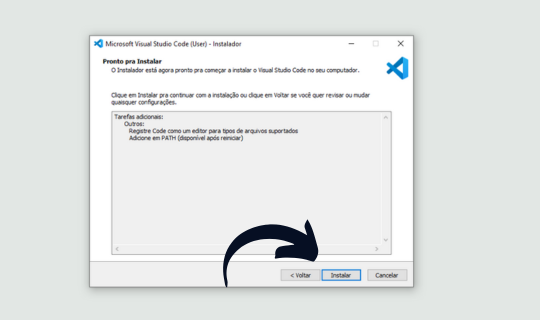 Microsoft Visual Studio Code (User) - Instalador
Pronto pra Instalar
O Instalador está agora pronto pra começar a instalar o Visual Studio Code no seu computador.
Clique em Instalar pra continuar com a instalação ou clique em Voltar se você quer revisar ou mudar
quaisquer configurações.
Tarefas adicionais:
Outros:
Registre Code como um editor para tipos de arquivos suportados
Adicione em PATH (disponível após reiniciar)
< Voltar
Instalar
Cancelar